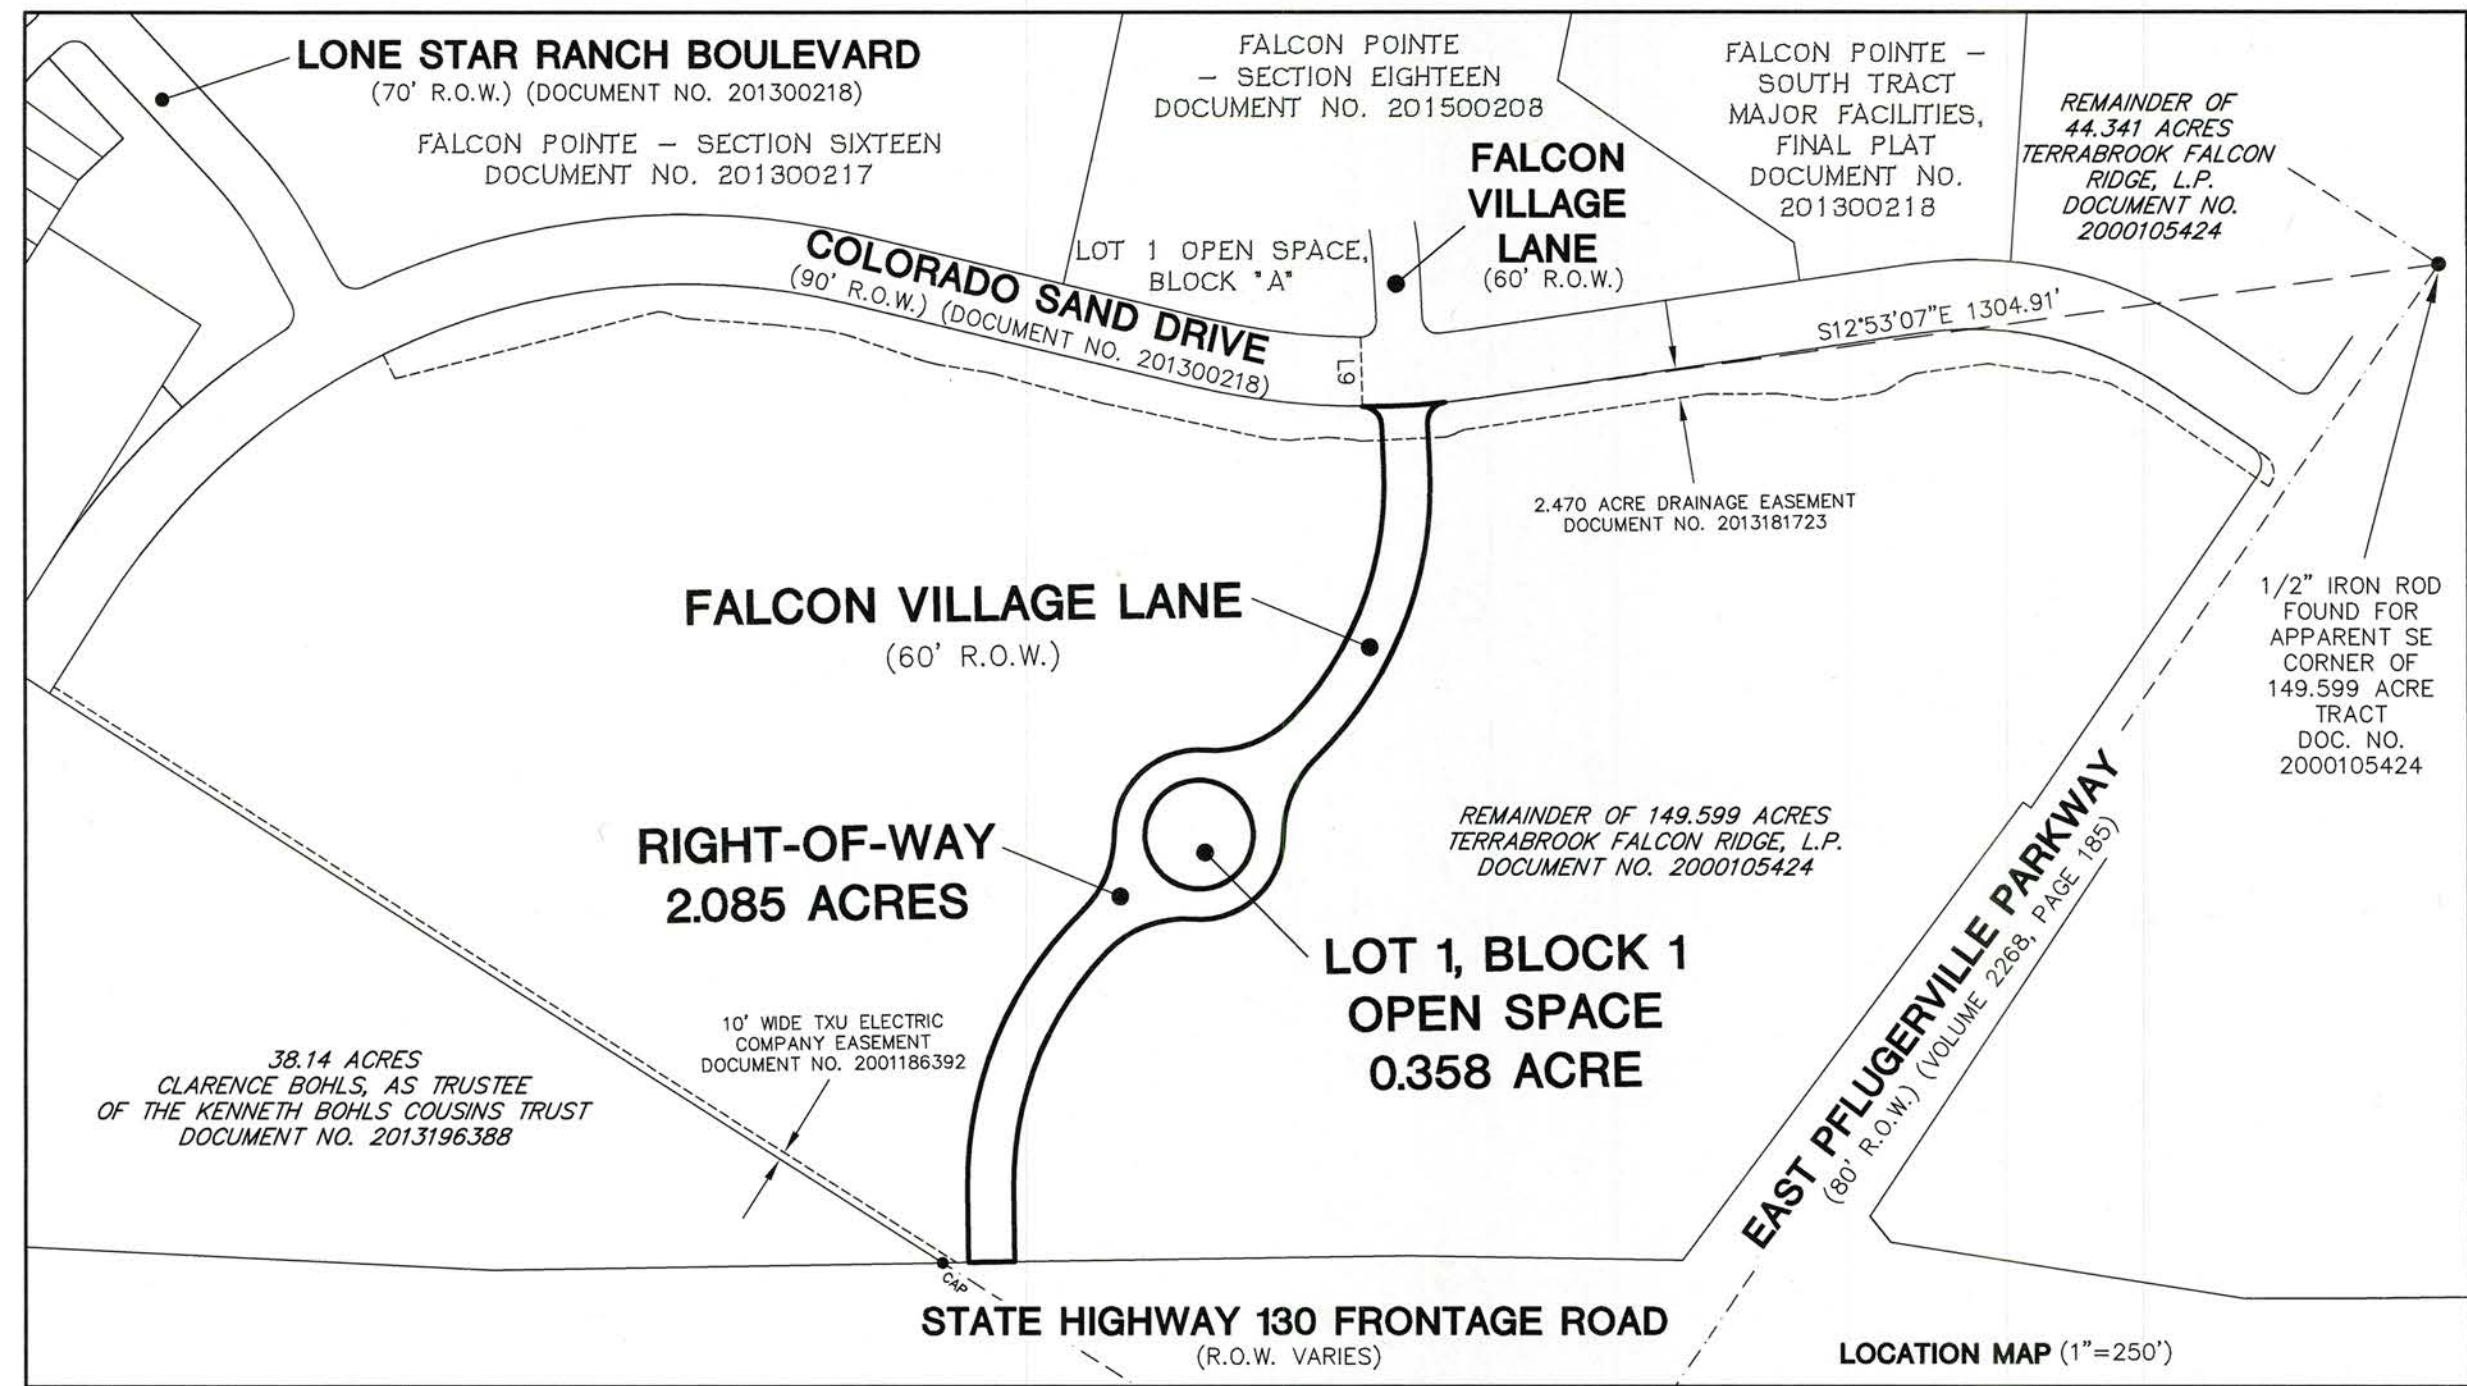 LONE STAR RANCH BOULEVARD
(70' R.O.W.) (DOCUMENT NO. 201300218)
FALCON POINTE - SECTION SIXTEEN
DOCUMENT NO. 201300217
FALCON POINTE
- SECTION EIGHTEEN
DOCUMENT NO. 201500208
FALCON POINTE -
SOUTH TRACT
MAJOR FACILITIES,
FINAL PLAT
DOCUMENT NO.
201300218
REMAINDER OF
44.341 ACRES
TERRABROOK FALCON
RIDGE, L.P.
DOCUMENT NO.
2000105424
FALCON
VILLAGE
LANE
(60' R.O.W.)
LOT 1 OPEN SPACE,
BLOCK "A"
COLORADO SAND DRIVE
(90' R.O.W.) (DOCUMENT NO. 201300218)
L9
S12°53'07"E 1304.91'
2.470 ACRE DRAINAGE EASEMENT
DOCUMENT NO. 2013181723
FALCON VILLAGE LANE
(60' R.O.W.)
1/2" IRON ROD
FOUND FOR
APPARENT SE
CORNER OF
149.599 ACRE
TRACT
DOC. NO.
2000105424
RIGHT-OF-WAY
2.085 ACRES
REMAINDER OF 149.599 ACRES
TERRABROOK FALCON RIDGE, L.P.
DOCUMENT NO. 2000105424
LOT 1, BLOCK 1
OPEN SPACE
0.358 ACRE
EAST PFLUGERVILLE PARKWAY
(80' R.O.W.) (VOLUME 2268, PAGE 185)
10' WIDE TXU ELECTRIC
COMPANY EASEMENT
DOCUMENT NO. 2001186392
38.14 ACRES
CLARENCE BOHLS, AS TRUSTEE
OF THE KENNETH BOHLS COUSINS TRUST
DOCUMENT NO. 2013196388
CAP
STATE HIGHWAY 130 FRONTAGE ROAD
(R.O.W. VARIES)
LOCATION MAP (1"=250')